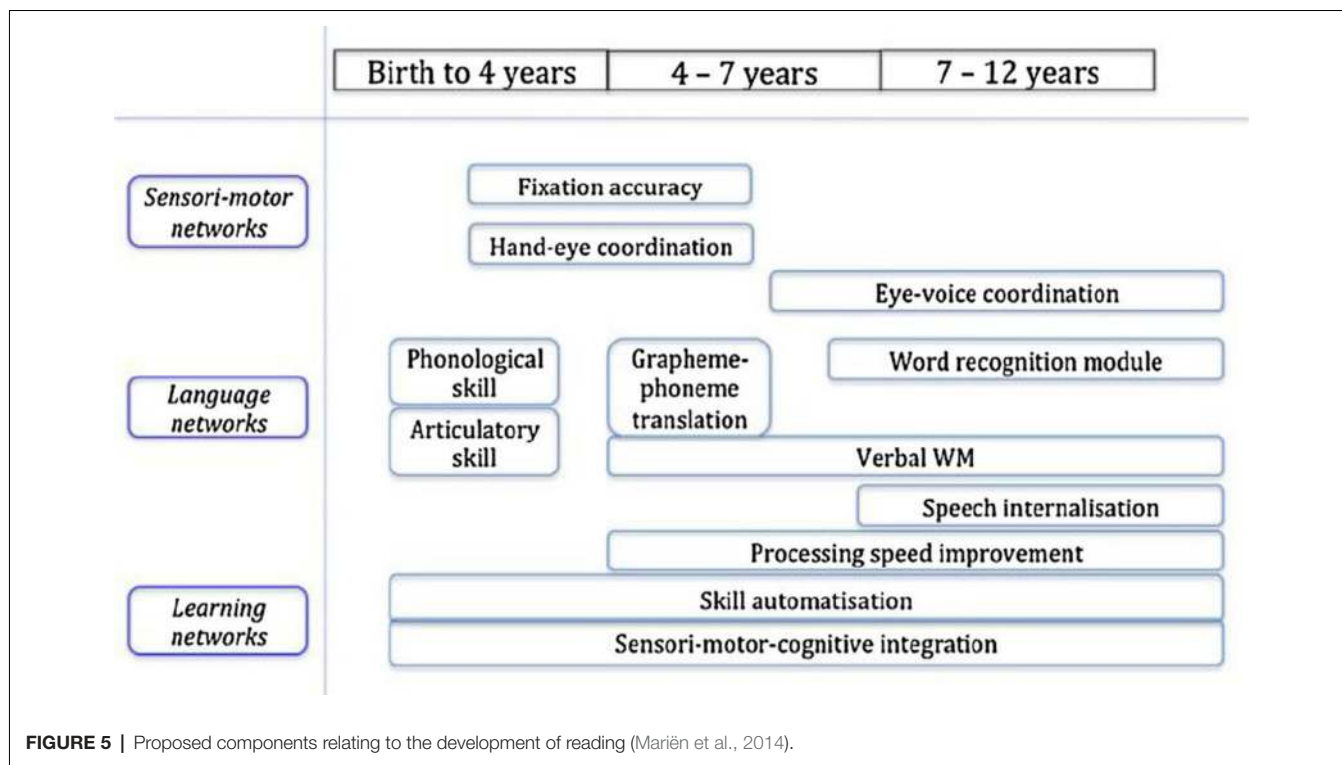 Birth to 4 years
4 – 7 years
7 – 12 years
Sensori-motor
networks
Fixation accuracy
Hand-eye coordination
Eye-voice coordination
Language
networks
Phonological
skill
Articulatory
skill
Grapheme-
phoneme
translation
Word recognition module
Verbal WM
Speech internalisation
Processing speed improvement
Learning
networks
Skill automatisation
Sensori-motor-cognitive integration
FIGURE 5 | Proposed components relating to the development of reading (Mariën et al., 2014).